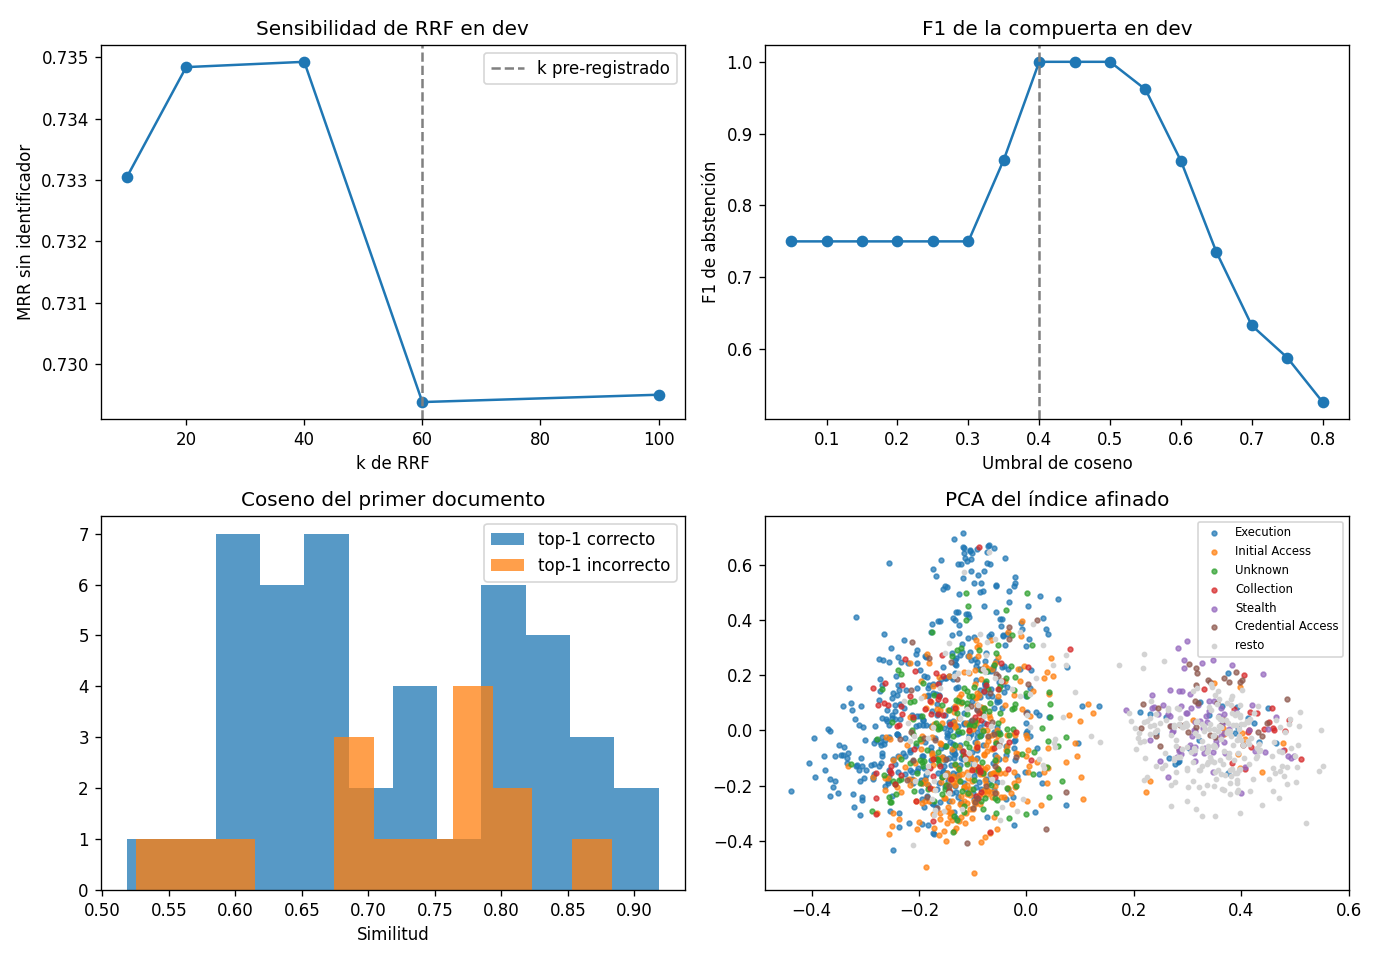 Sensibilidad de RRF en dev
0.735
0.734
0.733
0.732
0.731
0.730
MRR sin identificador
k pre-registrado
20
40
60
80
100
k de RRF
F1 de la compuerta en dev
1.0
0.9
0.8
0.7
0.6
F1 de abstención
0.1
0.2
0.3
0.4
0.5
0.6
0.7
0.8
Umbral de coseno
Coseno del primer documento
7
6
5
4
3
2
1
0
top-1 correcto
top-1 incorrecto
0.50
0.55
0.60
0.65
0.70
0.75
0.80
0.85
0.90
Similitud
PCA del índice afinado
0.6
0.4
0.2
0.0
−0.2
−0.4
Execution
Initial Access
Unknown
Collection
Stealth
Credential Access
resto
−0.4
−0.2
0.0
0.2
0.4
0.6